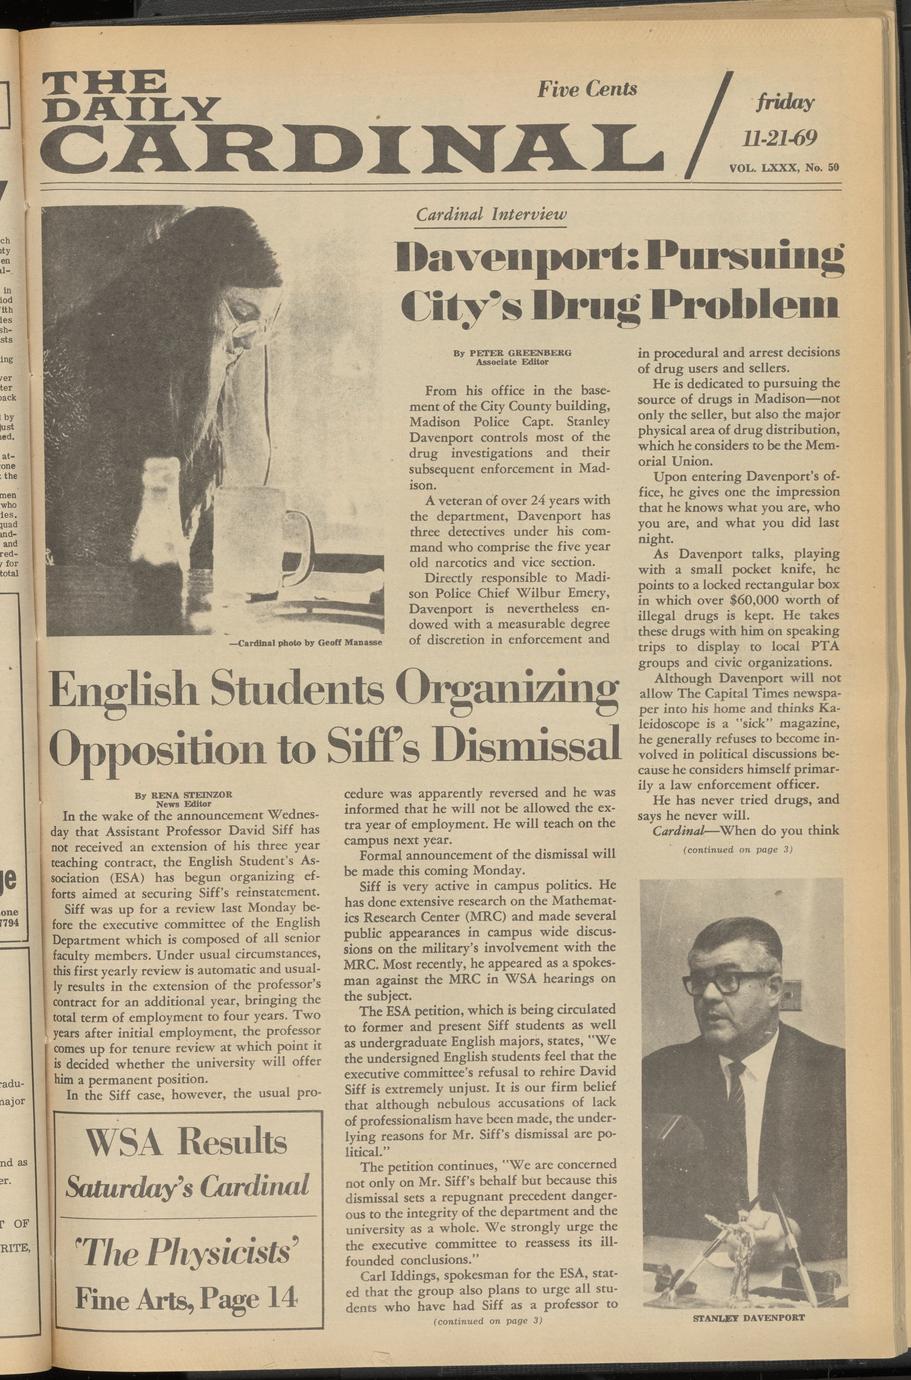 THE
DAILY
CARDINAL
Five Cents
friday
11-21-69
VOL. LXXX, No. 50
—Cardinal photo by Geoff Manasse
Cardinal Interview
Davenport: Pursuing
City's Drug Problem
By PETER GREENBERG
Associate Editor
From his office in the base-
ment of the City County building,
Madison Police Capt. Stanley
Davenport controls most of the
drug investigations and their
subsequent enforcement in Mad-
ison.
A veteran of over 24 years with
the department, Davenport has
three detectives under his com-
mand who comprise the five year
old narcotics and vice section.
Directly responsible to Madi-
son Police Chief Wilbur Emery,
Davenport is nevertheless en-
dowed with a measurable degree
of discretion in enforcement and
in procedural and arrest decisions
of drug users and sellers.
He is dedicated to pursuing the
source of drugs in Madison—not
only the seller, but also the major
physical area of drug distribution,
which he considers to be the Mem-
orial Union.
Upon entering Davenport's of-
fice, he gives one the impression
that he knows what you are, who
you are, and what you did last
night.
As Davenport talks, playing
with a small pocket knife, he
points to a locked rectangular box
in which over $60,000 worth of
illegal drugs is kept. He takes
these drugs with him on speaking
trips to display to local PTA
groups and civic organizations.
Although Davenport will not
allow The Capital Times newspa-
per into his home and thinks Ka-
leidoscope is a "sick" magazine,
he generally refuses to become in-
volved in political discussions be-
cause he considers himself primar-
ily a law enforcement officer.
He has never tried drugs, and
says he never will.
Cardinal—When do you think
(continued on page 3)
STANLEY DAVENPORT
English Students Organizing
Opposition to Siff's Dismissal
By RENA STEINZOR
News Editor
In the wake of the announcement Wednes-
day that Assistant Professor David Siff has
not received an extension of his three year
teaching contract, the English Student's As-
sociation (ESA) has begun organizing ef-
forts aimed at securing Siff's reinstatement.
Siff was up for a review last Monday be-
fore the executive committee of the English
Department which is composed of all senior
faculty members. Under usual circumstances,
this first yearly review is automatic and usual-
ly results in the extension of the professor's
contract for an additional year, bringing the
total term of employment to four years. Two
years after initial employment, the professor
comes up for tenure review at which point it
is decided whether the university will offer
him a permanent position.
In the Siff case, however, the usual pro-
cedure was apparently reversed and he was
informed that he will not be allowed the ex-
tra year of employment. He will teach on the
campus next year.
Formal announcement of the dismissal will
be made this coming Monday.
Siff is very active in campus politics. He
has done extensive research on the Mathemat-
ics Research Center (MRC) and made several
public appearances in campus wide discus-
sions on the military's involvement with the
MRC. Most recently, he appeared as a spokes-
man against the MRC in WSA hearings on
the subject.
The ESA petition, which is being circulated
to former and present Siff students as well
as undergraduate English majors, states, "We
the undersigned English students feel that the
executive committee's refusal to rehire David
Siff is extremely unjust. It is our firm belief
that although nebulous accusations of lack
of professionalism have been made, the under-
lying reasons for Mr. Siff's dismissal are po-
litical."
The petition continues, "We are concerned
not only on Mr. Siff's behalf but because this
dismissal sets a repugnant precedent danger-
ous to the integrity of the department and the
university as a whole. We strongly urge the
the executive committee to reassess its ill-
founded conclusions."
Carl Iddings, spokesman for the ESA, stat-
ed that the group also plans to urge all stu-
dents who have had Siff as a professor to
(continued on page 3)
WSA Results
Saturday's Cardinal
'The Physicists'
Fine Arts, Page 14